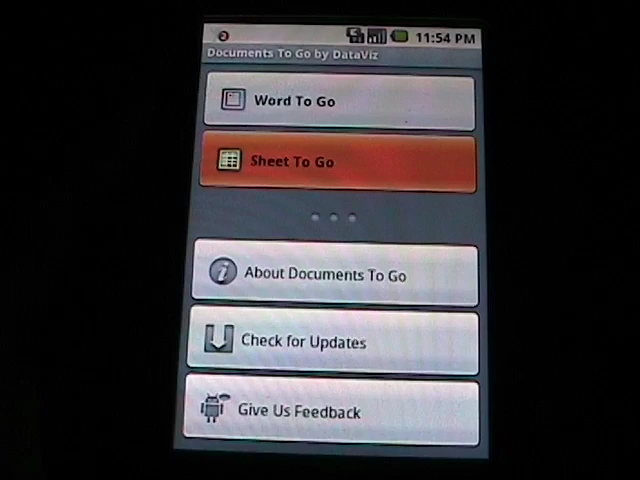 11:54 PM
Documents To Go by DataViz
Word To Go
Sheet To Go
About Documents To Go
Check for Updates
Give Us Feedback